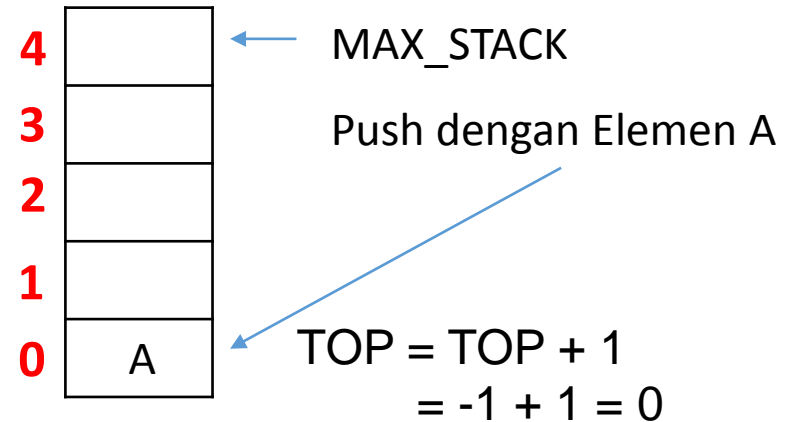 4
MAX_STACK
3
Push dengan Elemen A
2
1
0
A
TOP = TOP + 1
= -1 + 1 = 0